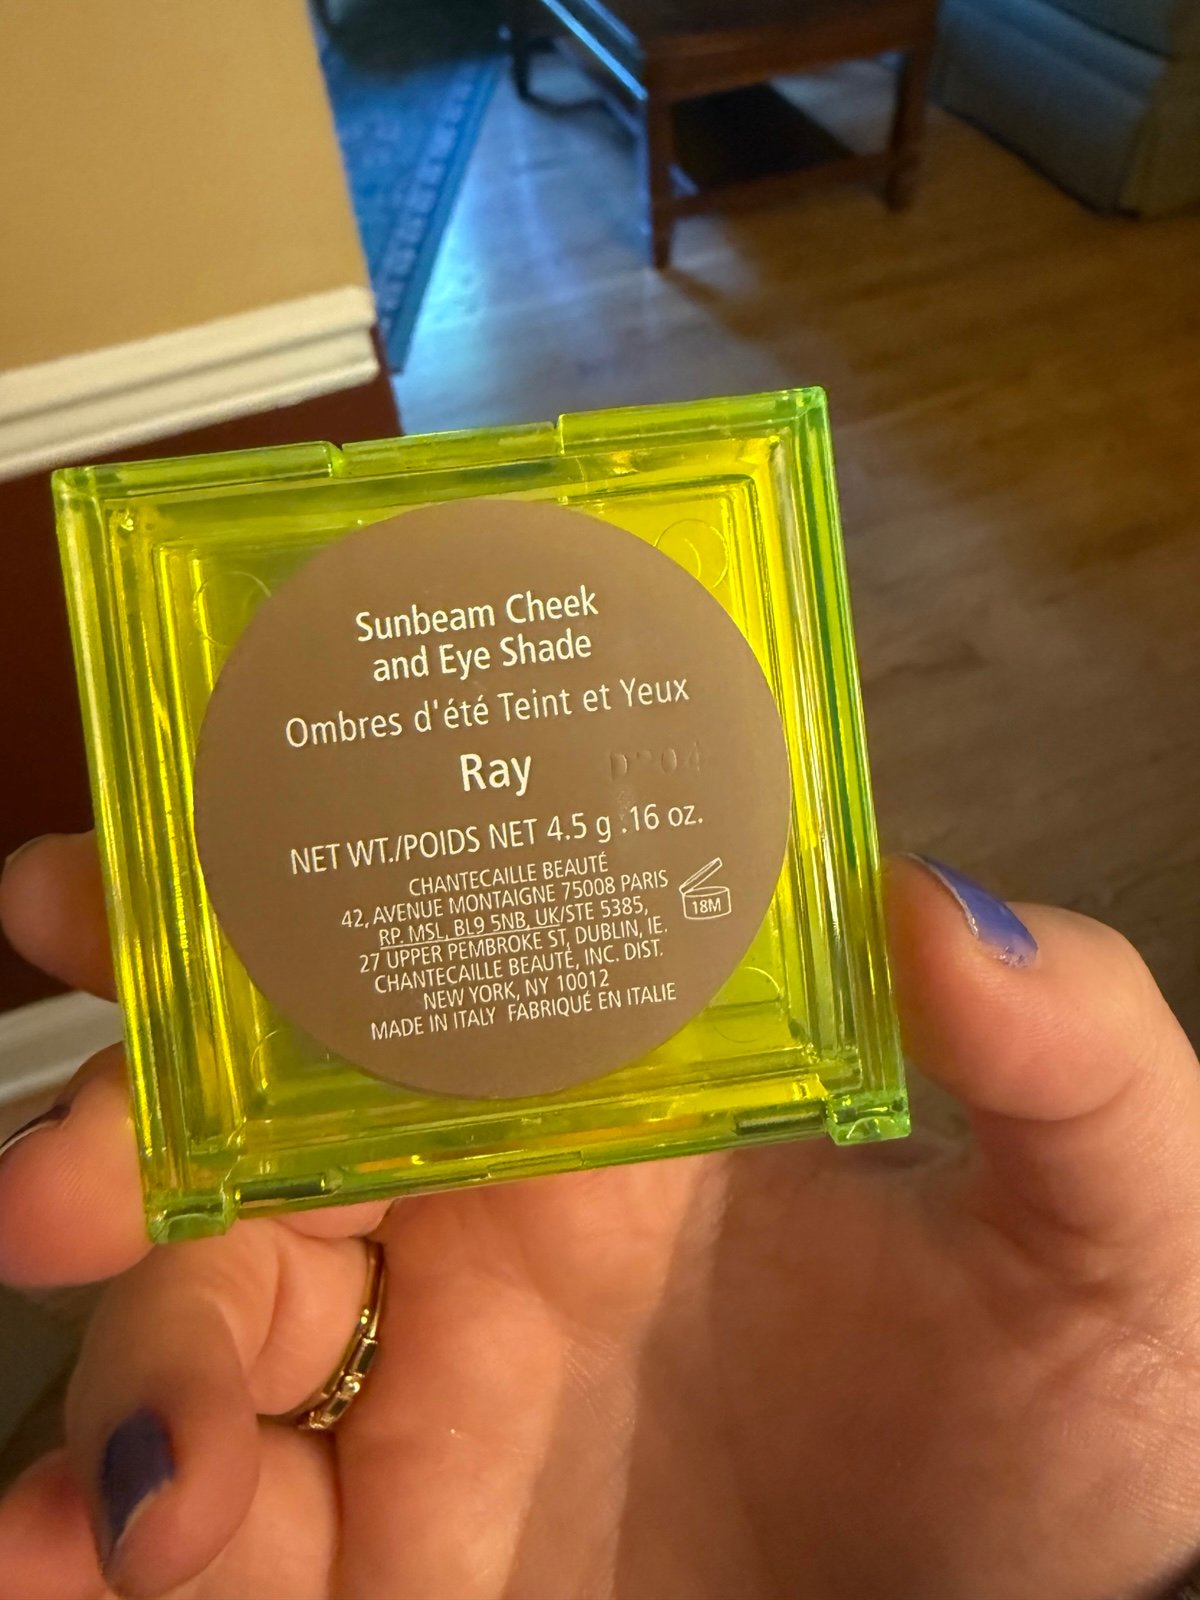 Sunbeam Cheek
and Eye Shade
Ombres d'été Teint et Yeux
Ray
NET WT./POIDS NET 4.5 g .16 oz.
CHANTECAILLE BEAUTÉ
42, AVENUE MONTAIGNE 75008 PARIS
RP. MSL, BL9 5NB, UK/STE 5385,
27 UPPER PEMBROKE ST, DUBLIN, IE.
CHANTECAILLE BEAUTÉ, INC. DIST.
NEW YORK, NY 10012
MADE IN ITALY FABRIQUÉ EN ITALIE
18M